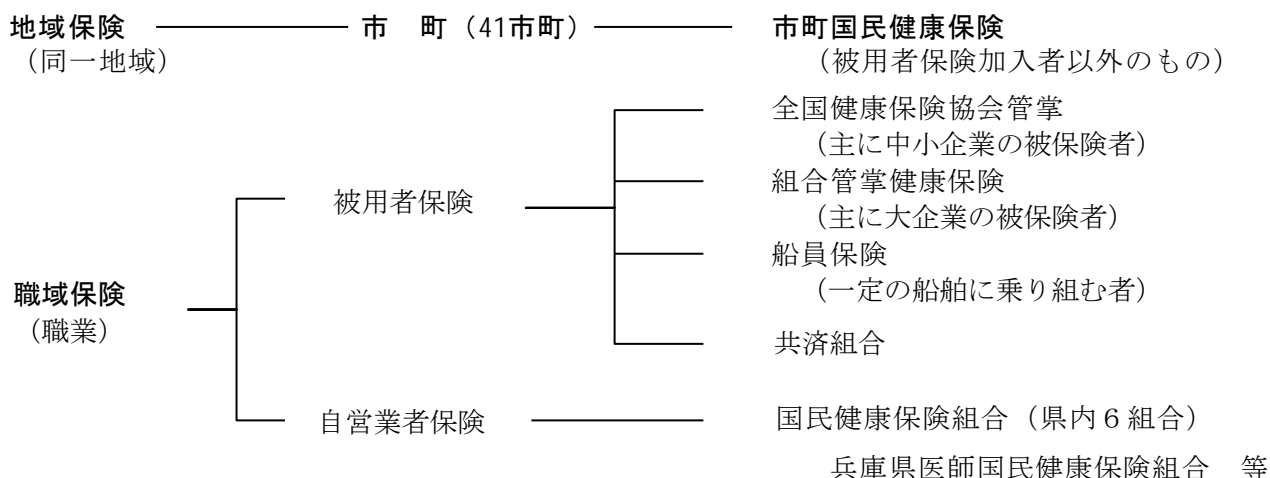 地域保険 市　町（41市町） 市町国民健康保険
（同一地域） （被用者保険加入者以外のもの）
全国健康保険協会管掌
（主に中小企業の被保険者）
被用者保険 組合管掌健康保険
（主に大企業の被保険者）
船員保険
職域保険 （一定の船舶に乗り組む者）
（職業） 共済組合
自営業者保険 国民健康保険組合（県内６組合）
兵庫県医師国民健康保険組合　等